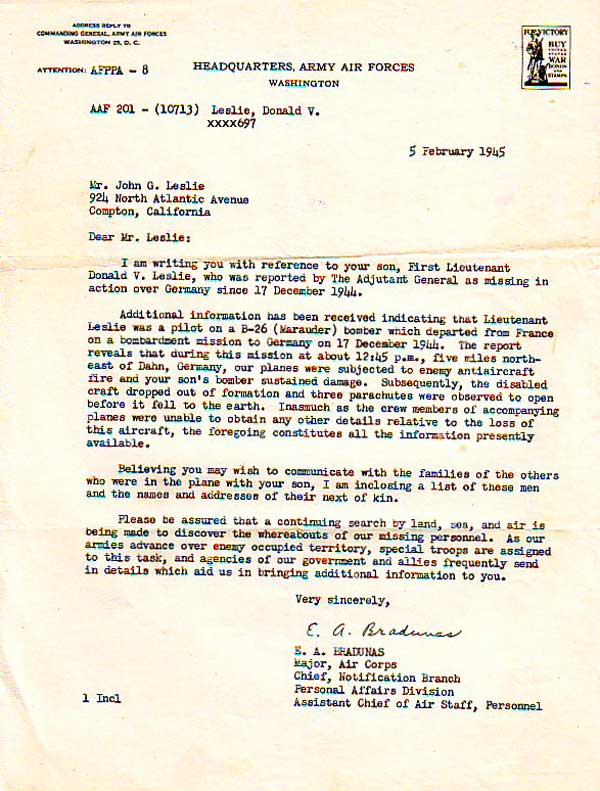 ADDRESS REPLY TO
COMMANDING GENERAL, ARMY AIR FORCES
WASHINGTON 25, D. C.
ATTENTION: AFPPA - 8
HEADQUARTERS, ARMY AIR FORCES
WASHINGTON
FOR VICTORY
BUY
UNITED
STATES
WAR
BONDS
AND
STAMPS
AAF 201 - (10713) Leslie, Donald V.
XXXX697
5 February 1945
Mr. John G. Leslie
924 North Atlantic Avenue
Compton, California
Dear Mr. Leslie:
I am writing you with reference to your son, First Lieutenant
Donald V. Leslie, who was reported by The Adjutant General as missing in
action over Germany since 17 December 1944.
Additional information has been received indicating that Lieutenant
Leslie was a pilot on a B-26 (Marauder) bomber which departed from France
on a bombardment mission to Germany on 17 December 1944. The report
reveals that during this mission at about 12:45 p.m., five miles north-
east of Dahn, Germany, our planes were subjected to enemy antiaircraft
fire and your son's bomber sustained damage. Subsequently, the disabled
craft dropped out of formation and three parachutes were observed to open
before it fell to the earth. Inasmuch as the crew members of accompanying
planes were unable to obtain any other details relative to the loss of
this aircraft, the foregoing constitutes all the information presently
available.
Believing you may wish to communicate with the families of the others
who were in the plane with your son, I am inclosing a list of these men
and the names and addresses of their next of kin.
Please be assured that a continuing search by land, sea, and air is
being made to discover the whereabouts of our missing personnel. As our
armies advance over enemy occupied territory, special troops are assigned
to this task, and agencies of our government and allies frequently send
in details which aid us in bringing additional information to you.
Very sincerely,
E. A. Bradunas
E. A. BRADUNAS
Major, Air Corps
Chief, Notification Branch
Personal Affairs Division
Assistant Chief of Air Staff, Personnel
1 Incl